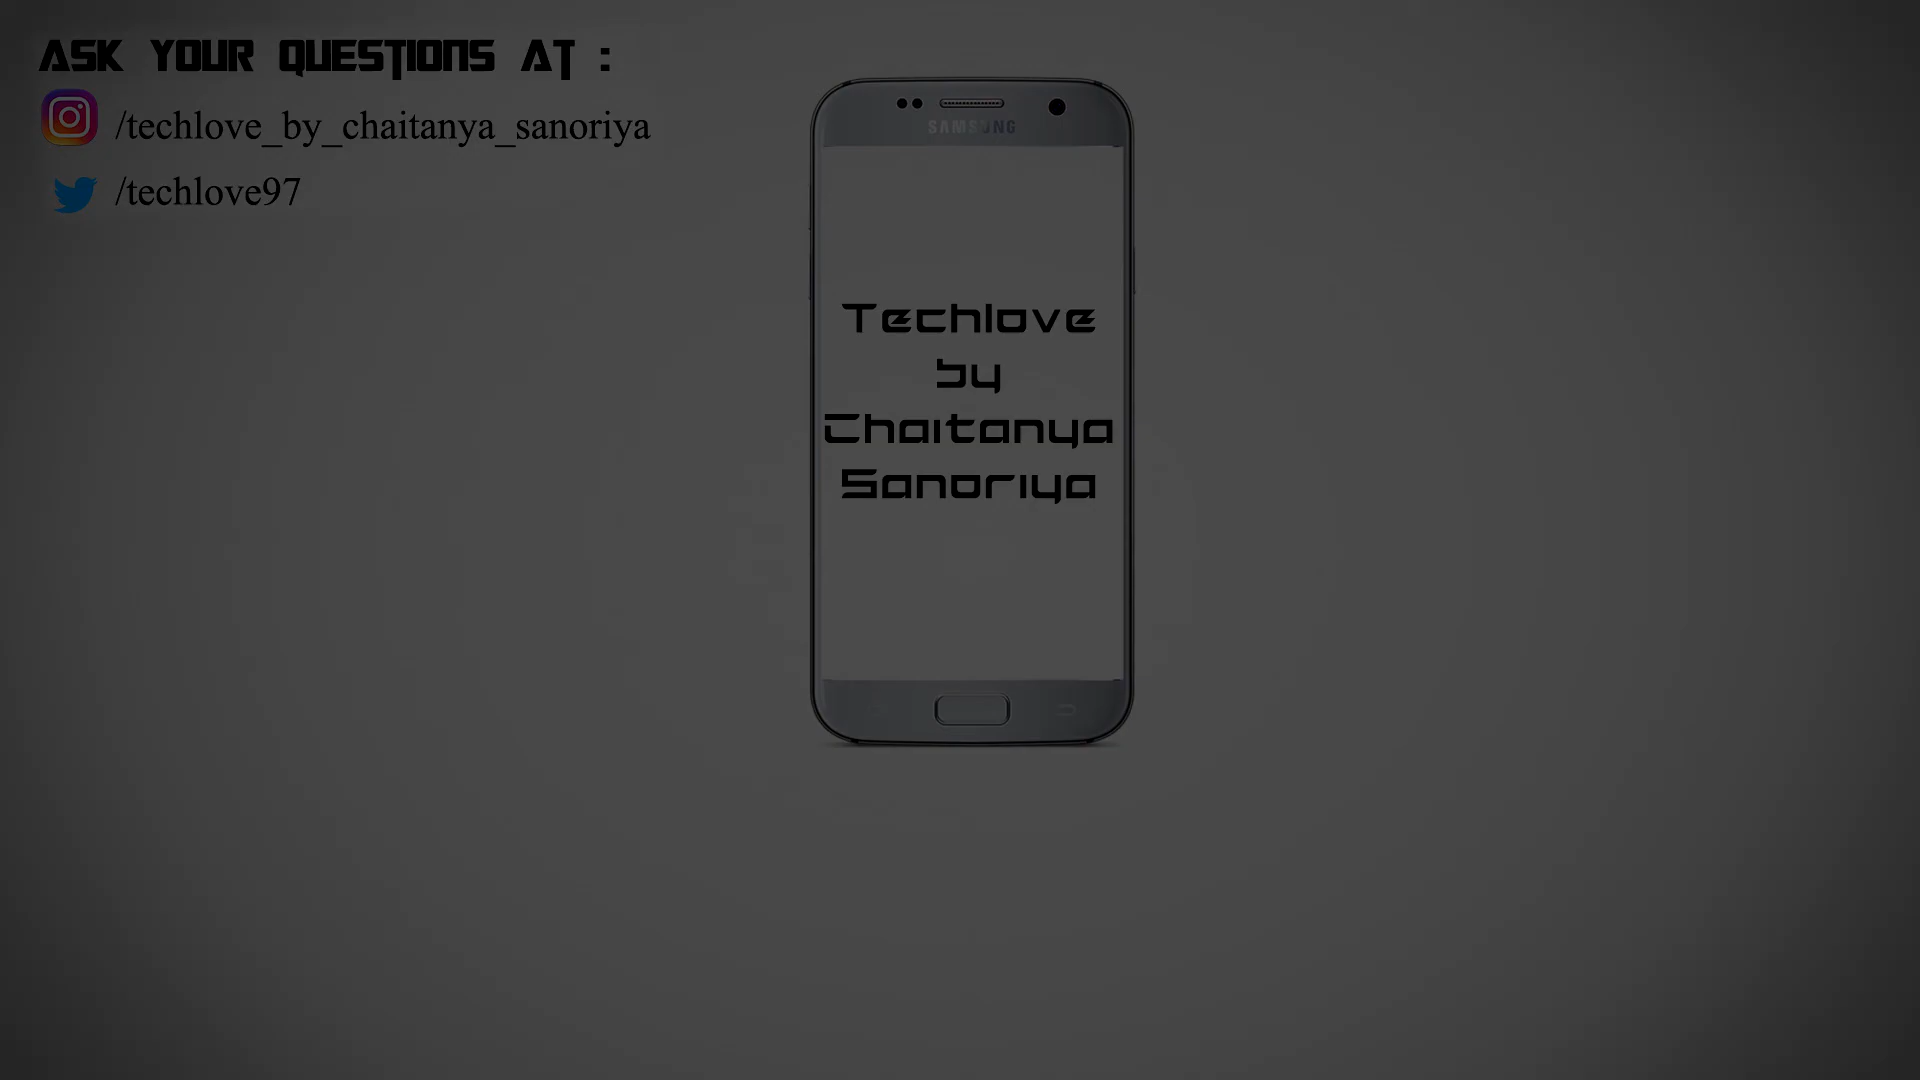 ASK YOUR QUESTIONS AT :
/techlove_by_chaitanya_sanoriya
/techlove97
SAMSUNG
Techlove
by
Chaitanya
Sanoriya